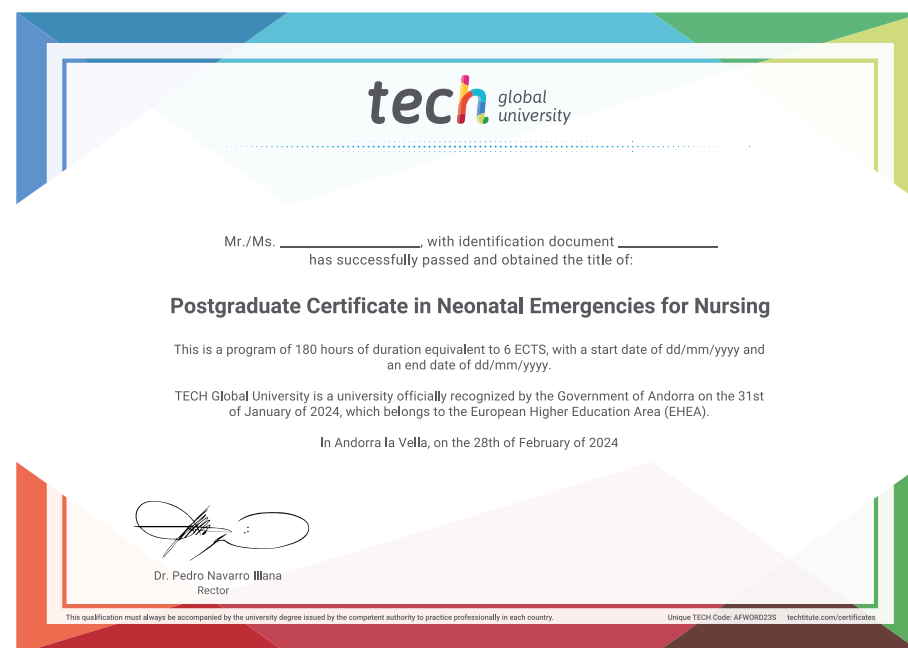 tech global university
Mr./Ms. ____________________, with identification document ______________
has successfully passed and obtained the title of:
Postgraduate Certificate in Neonatal Emergencies for Nursing
This is a program of 180 hours of duration equivalent to 6 ECTS, with a start date of dd/mm/yyyy and
an end date of dd/mm/yyyy.
TECH Global University is a university officially recognized by the Government of Andorra on the 31st
of January of 2024, which belongs to the European Higher Education Area (EHEA).
In Andorra la Vella, on the 28th of February of 2024
Dr. Pedro Navarro Illana
Rector
This qualification must always be accompanied by the university degree issued by the competent authority to practice professionally in each country. Unique TECH Code: AFWORD23S techtitute.com/certificates